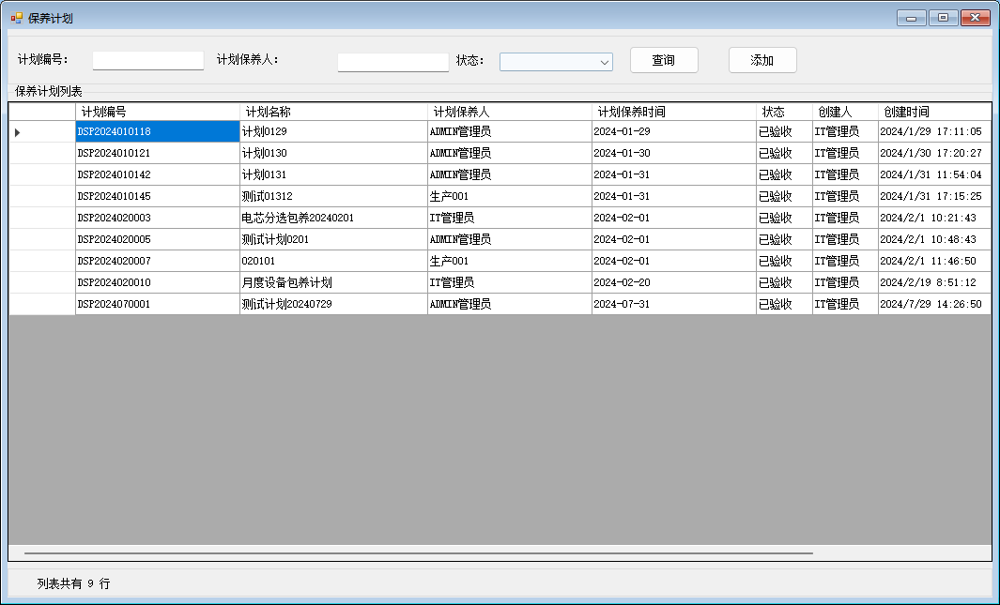 保养计划
计划编号： 计划保养人： 状态： 查询 添加
保养计划列表
计划编号 计划名称 计划保养人 计划保养时间 状态 创建人 创建时间
DSP2024010118 计划0129 ADMIN管理员 2024-01-29 已验收 IT管理员 2024/1/29 17:11:05
DSP2024010121 计划0130 ADMIN管理员 2024-01-30 已验收 IT管理员 2024/1/30 17:20:27
DSP2024010142 计划0131 ADMIN管理员 2024-01-31 已验收 IT管理员 2024/1/31 11:54:04
DSP2024010145 测试01312 生产001 2024-01-31 已验收 IT管理员 2024/1/31 17:15:25
DSP2024020003 电芯分选包养20240201 IT管理员 2024-02-01 已验收 IT管理员 2024/2/1 10:21:43
DSP2024020005 测试计划0201 ADMIN管理员 2024-02-01 已验收 IT管理员 2024/2/1 10:48:43
DSP2024020007 020101 生产001 2024-02-01 已验收 IT管理员 2024/2/1 11:46:50
DSP2024020010 月度设备包养计划 IT管理员 2024-02-20 已验收 IT管理员 2024/2/19 8:51:12
DSP2024070001 测试计划20240729 ADMIN管理员 2024-07-31 已验收 IT管理员 2024/7/29 14:26:50
列表共有 9 行